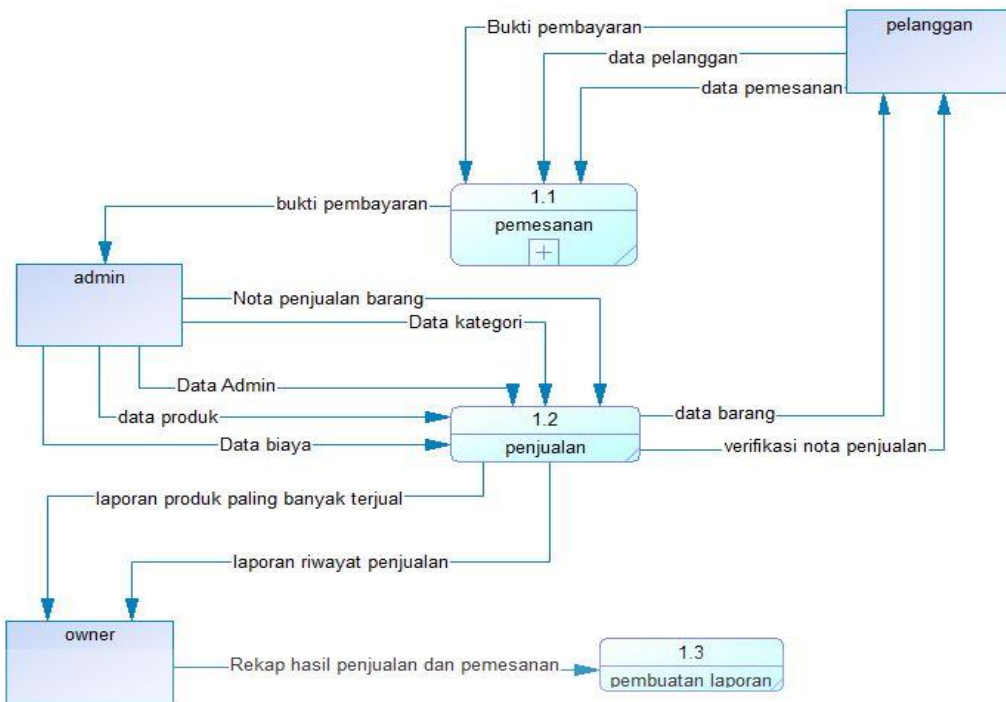 Bukti pembayaran
pelanggan
data pelanggan
data pemesanan
1.1
pemesanan
bukti pembayaran
admin
Nota penjualan barang
Data kategori
Data Admin
data produk
Data biaya
1.2
penjualan
data barang
verifikasi nota penjualan
laporan produk paling banyak terjual
laporan riwayat penjualan
owner
Rekap hasil penjualan dan pemesanan
1.3
pembuatan laporan